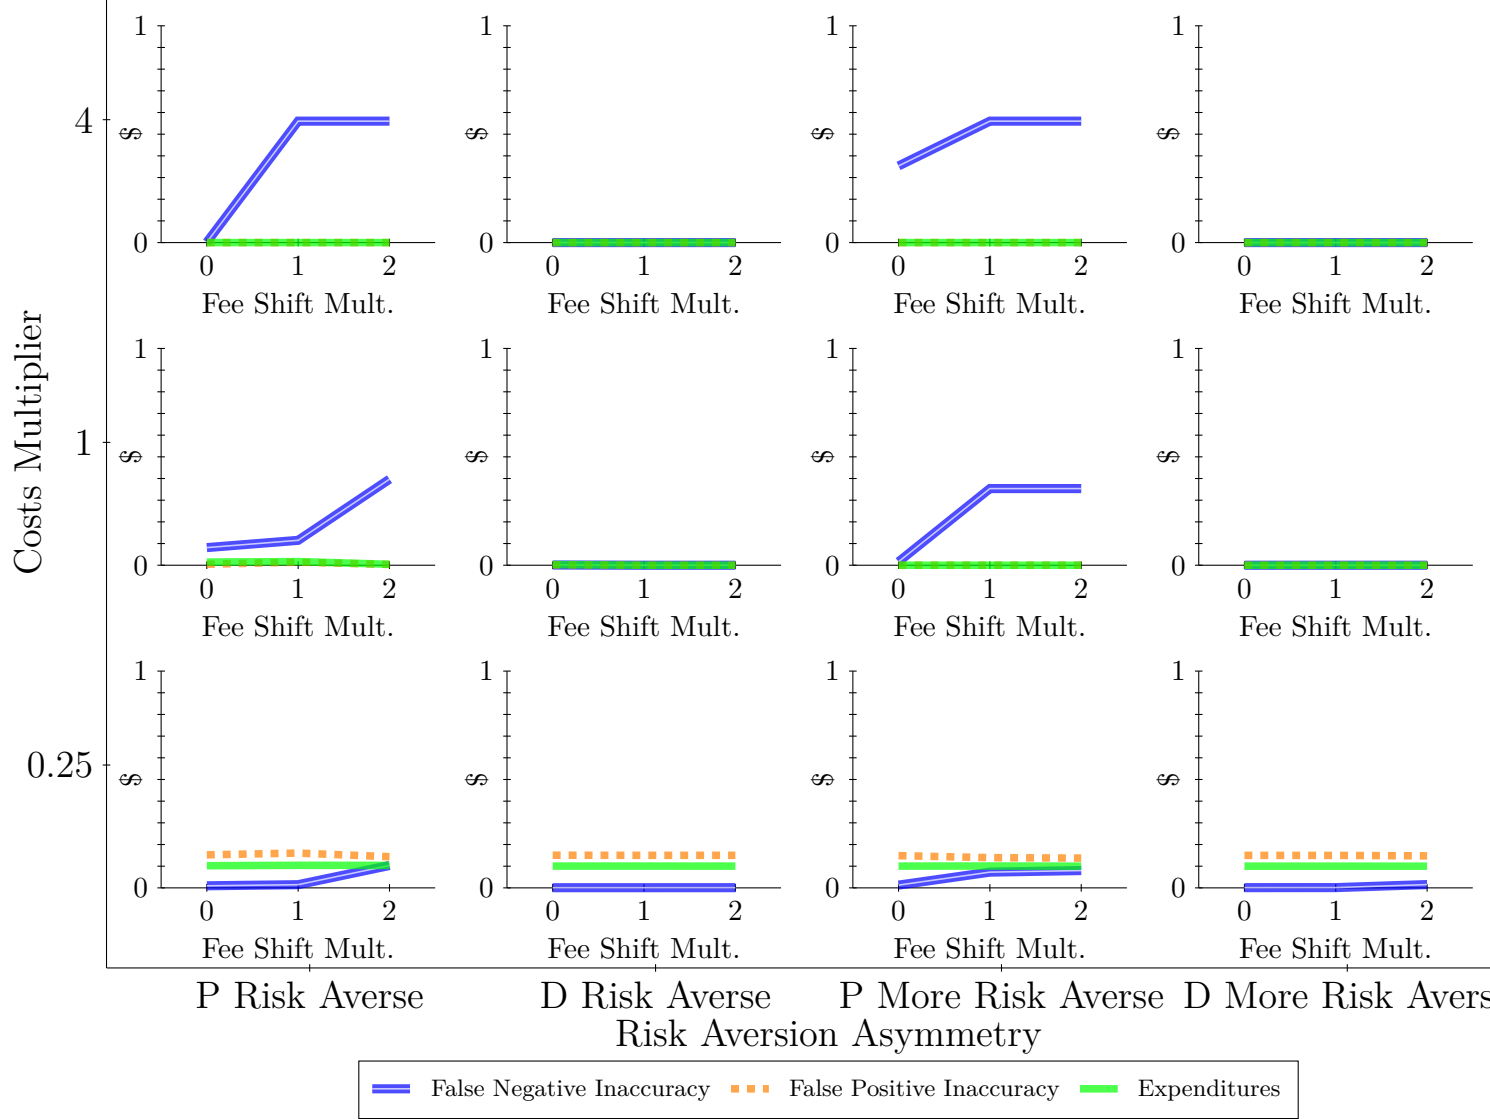 1 1 1 1
4 $ $ $ $
0 0 0 0
0 1 2 0 1 2 0 1 2 0 1 2
Fee Shift Mult. Fee Shift Mult. Fee Shift Mult. Fee Shift Mult.
Costs Multiplier
1 1 1 1
1 $ $ $ $
0 0 0 0
0 1 2 0 1 2 0 1 2 0 1 2
Fee Shift Mult. Fee Shift Mult. Fee Shift Mult. Fee Shift Mult.
1 1 1 1
0.25 $ $ $ $
0 0 0 0
0 1 2 0 1 2 0 1 2 0 1 2
Fee Shift Mult. Fee Shift Mult. Fee Shift Mult. Fee Shift Mult.
P Risk Averse D Risk Averse P More Risk Averse D More Risk Avers
Risk Aversion Asymmetry
False Negative Inaccuracy False Positive Inaccuracy Expenditures